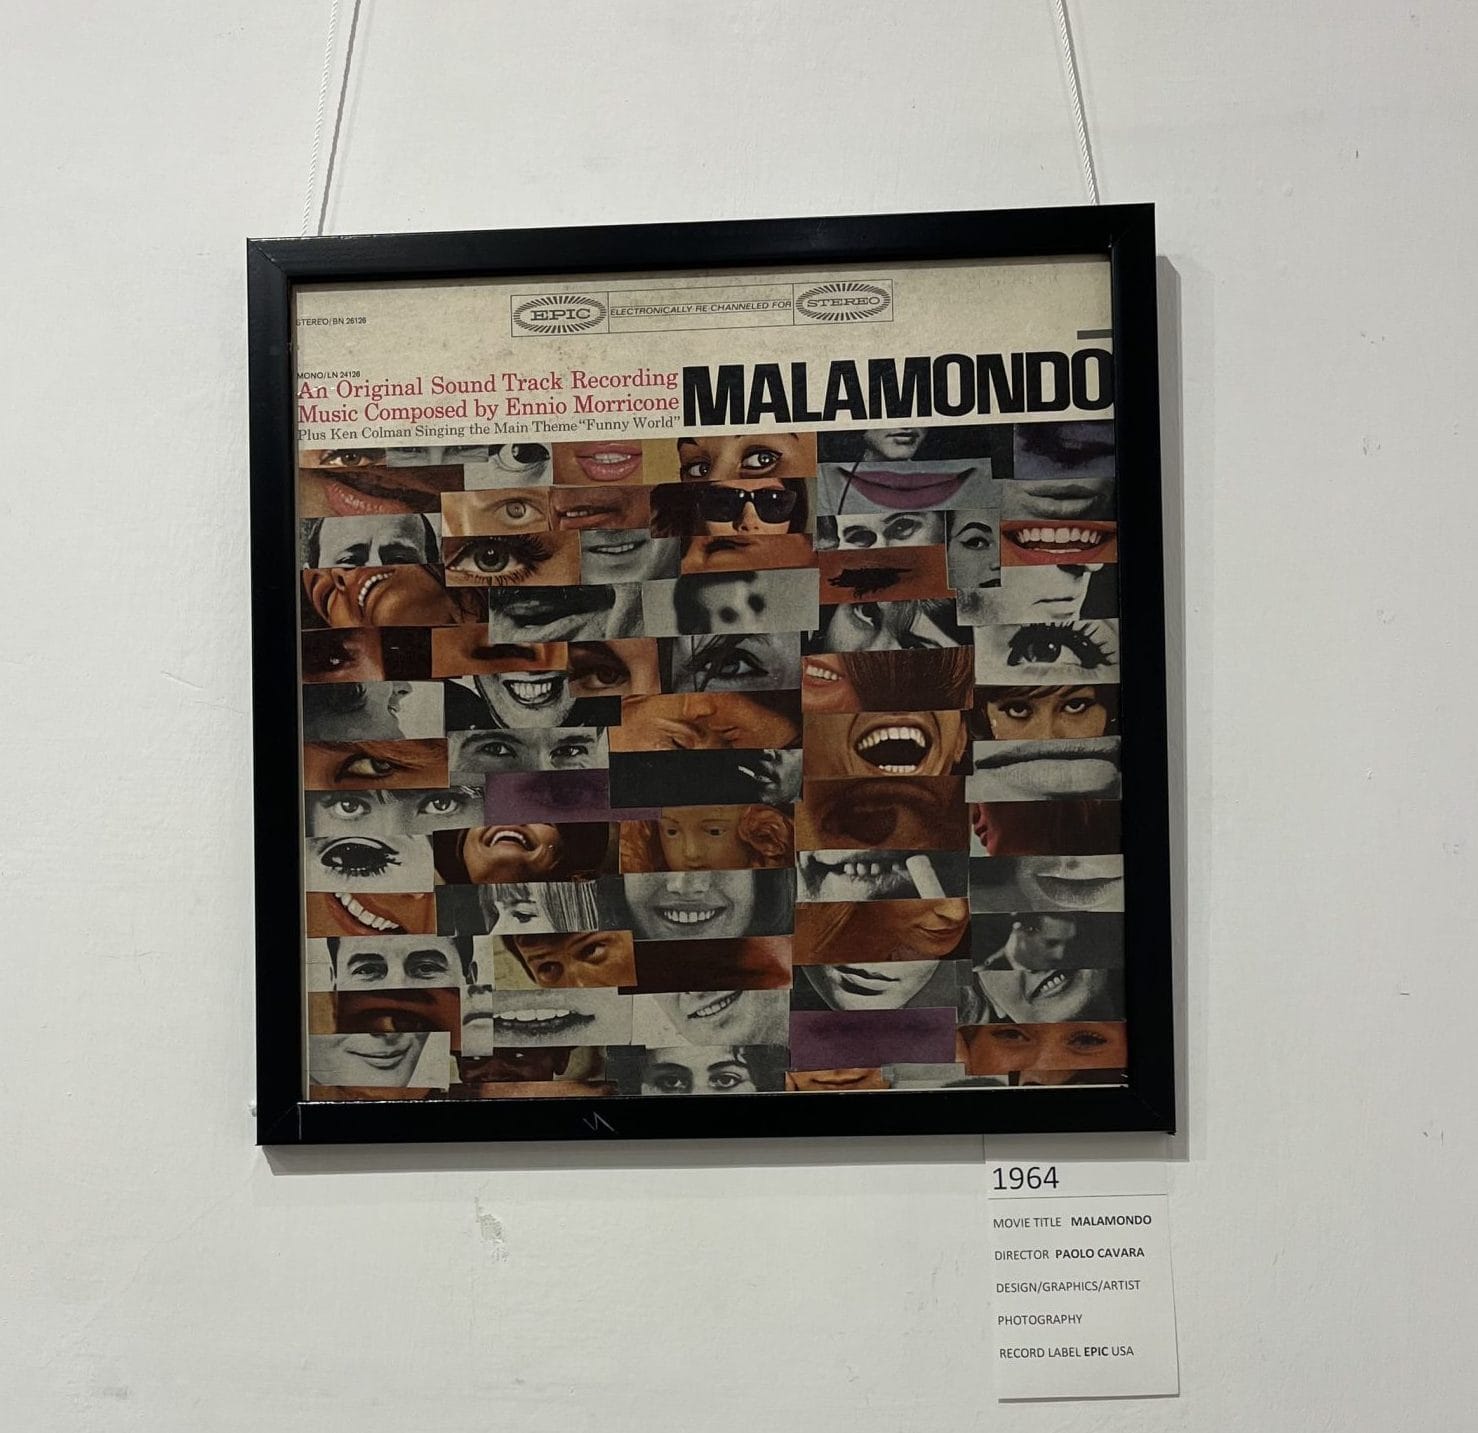 EPIC ELECTRONICALLY RE-CHANNELED FOR STEREO
STEREO/BN 26126
MONO/LN 24126
An Original Sound Track Recording
Music Composed by Ennio Morricone
Plus Ken Colman Singing the Main Theme "Funny World"
MALAMONDO
1964
MOVIE TITLE MALAMONDO
DIRECTOR PAOLO CAVARA
DESIGN/GRAPHICS/ARTIST
PHOTOGRAPHY
RECORD LABEL EPIC USA